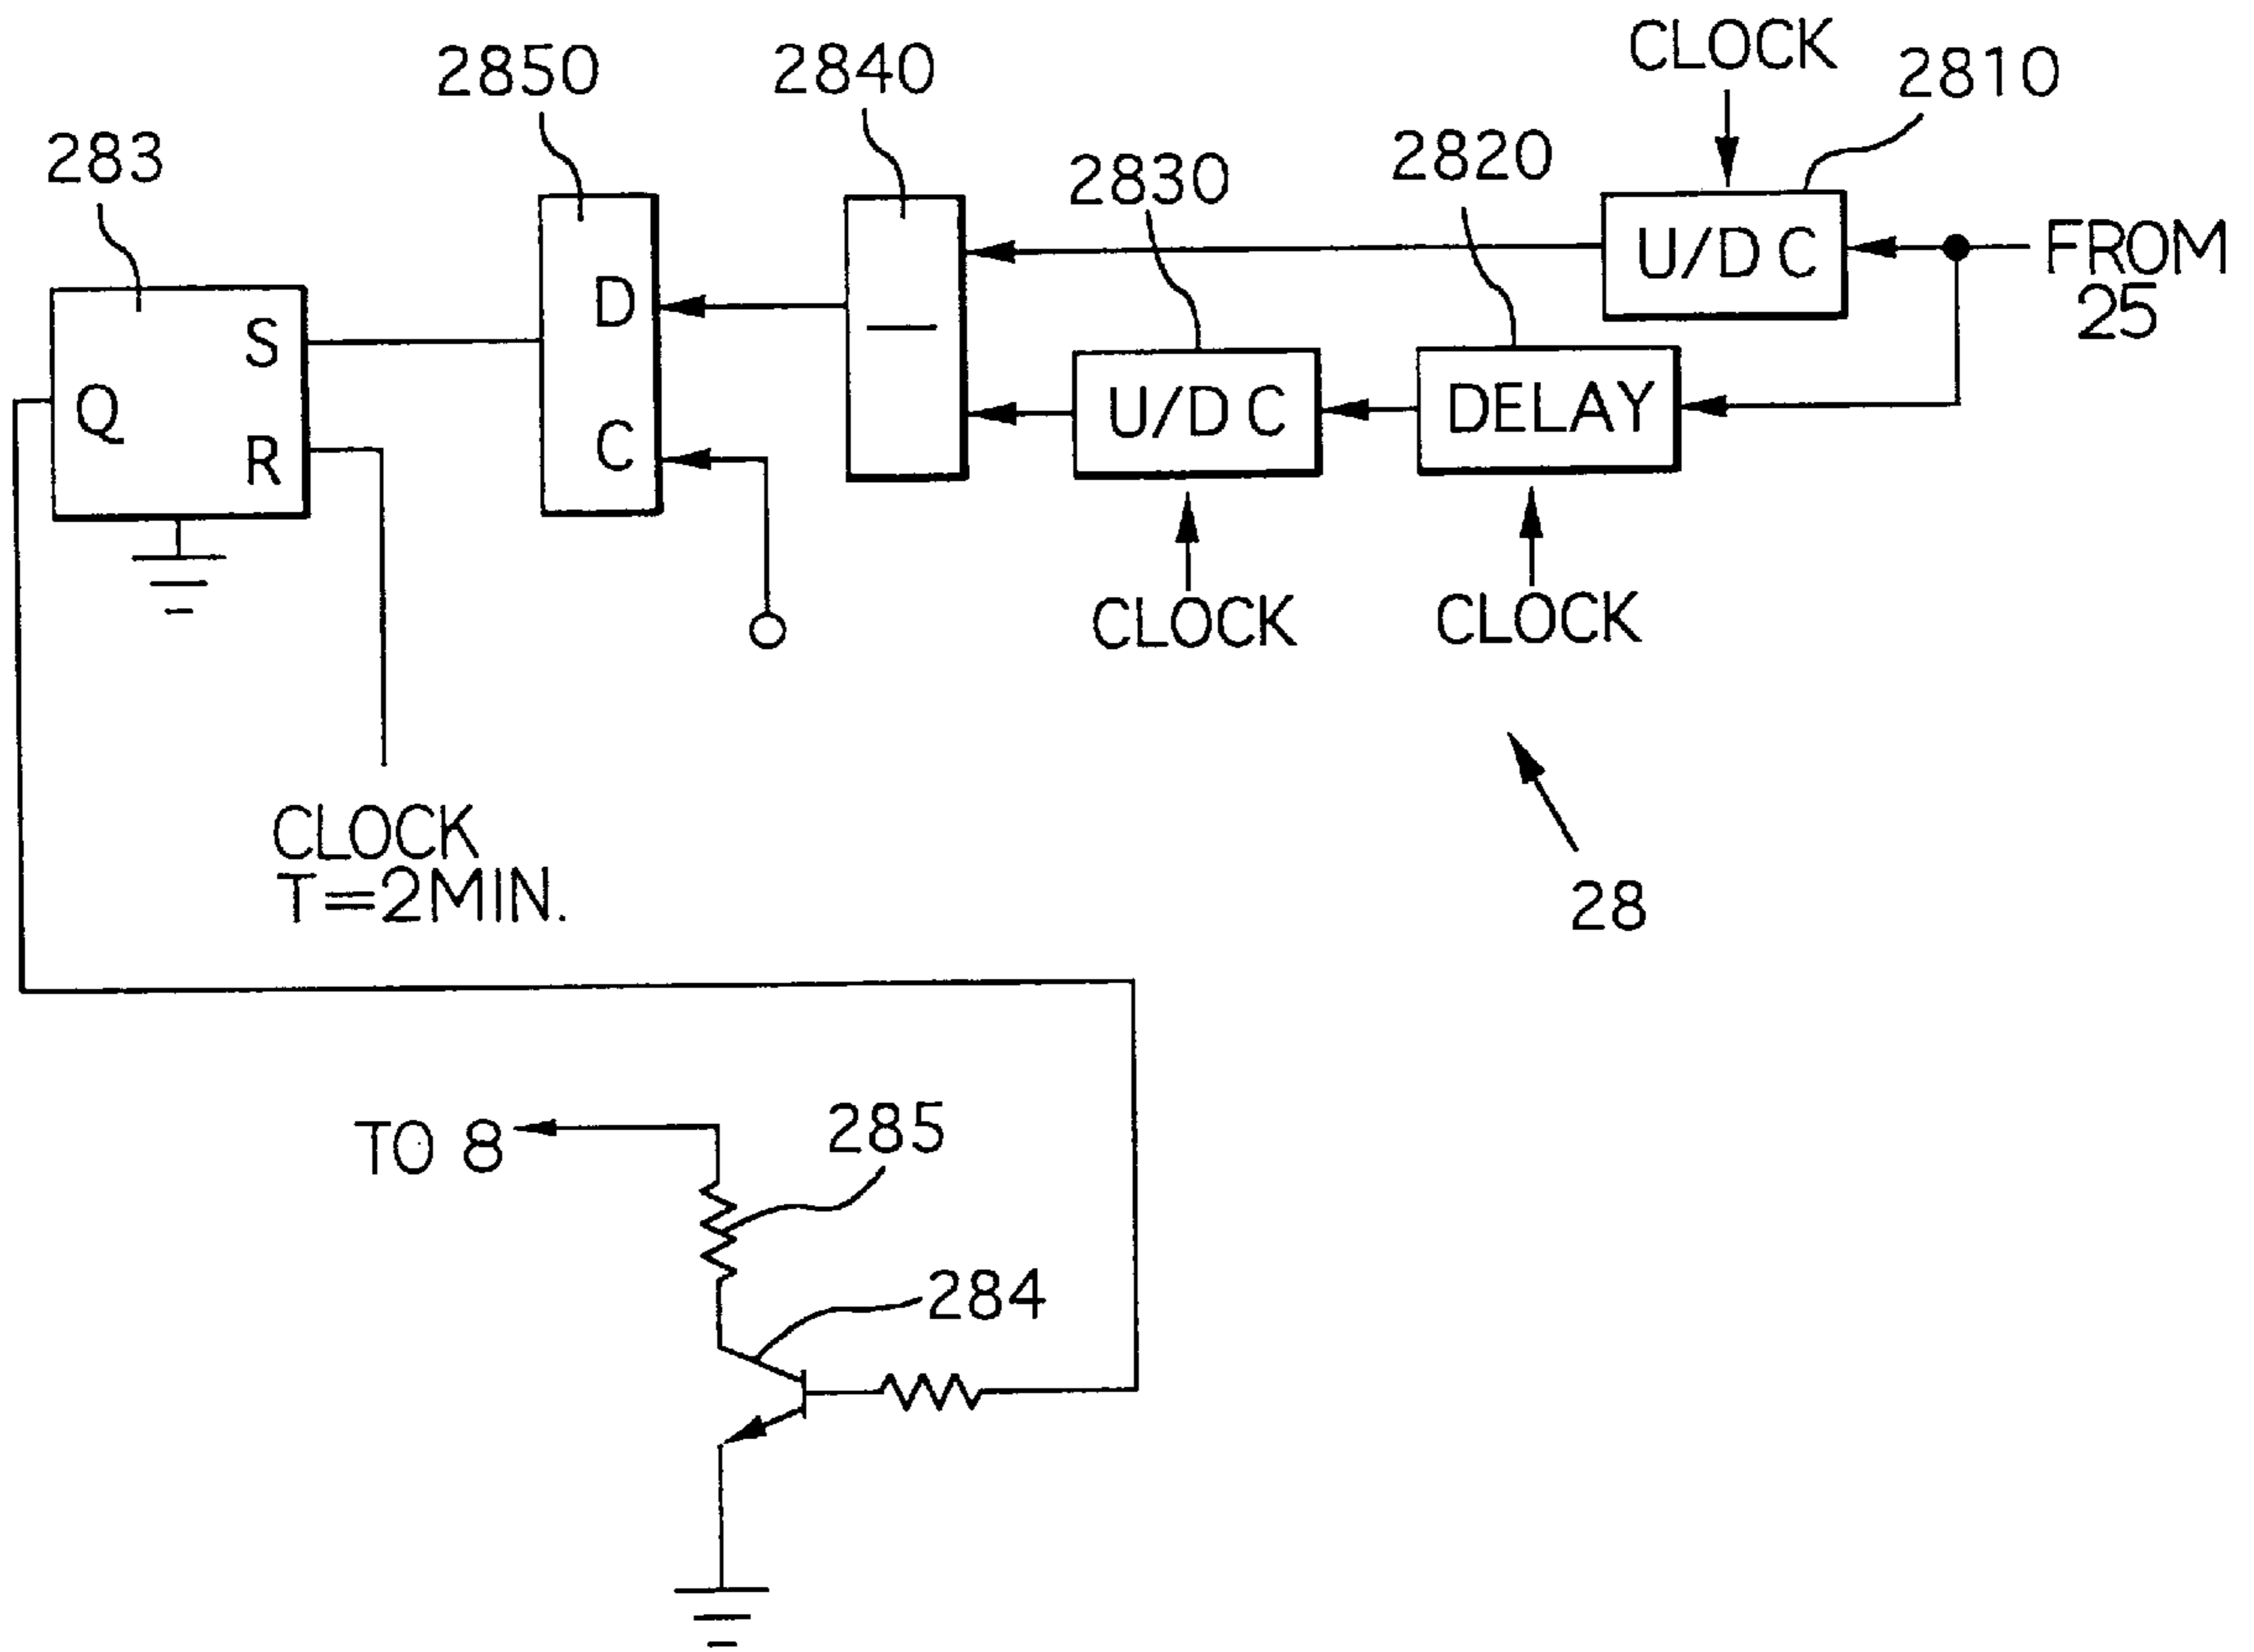 CLOCK
2850
2840
2810
283
2830
2820
U/D C
FROM
25
D
S
Q
U/D C
DELAY
C
R
CLOCK
CLOCK
CLOCK
T=2MIN.
28
TO 8
285
284